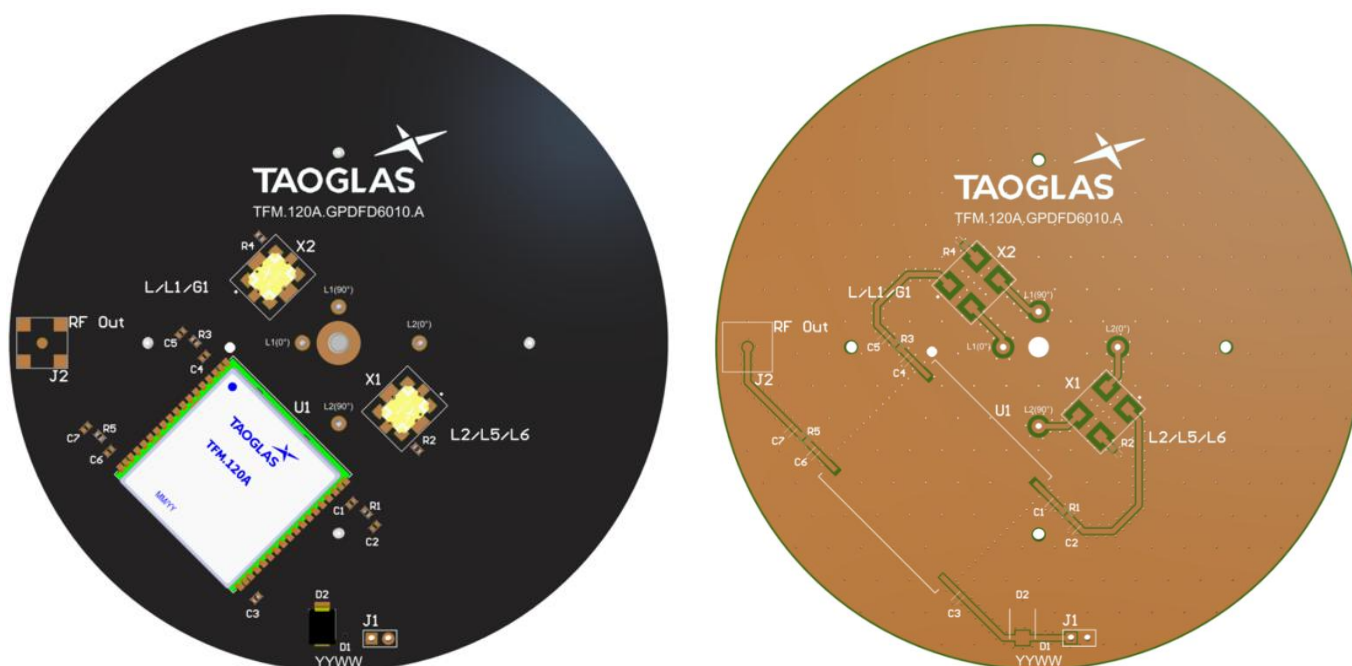 TAOGLAS
TFM.120A.GPDFD6010.A
R4
X2
L/L1/G1
L1(90°)
RF Out
R3
C5
L1(0°)
L2(0°)
C4
J2
X1
U1
L2(90°)
L2/L5/L6
R2
C7
R5
C6
TAOGLAS
TFM.120A
MM/YY
C1
R1
C2
C3
D2
J1
D1
YYWW
TAOGLAS
TFM.120A.GPDFD6010.A
R4
X2
L/L1/G1
L1(90°)
RF Out
R3
C5
L1(0°)
L2(0°)
C4
J2
X1
U1
L2(90°)
L2/L5/L6
R2
C7
R5
C6
C1
R1
C2
C3
D2
J1
D1
YYWW